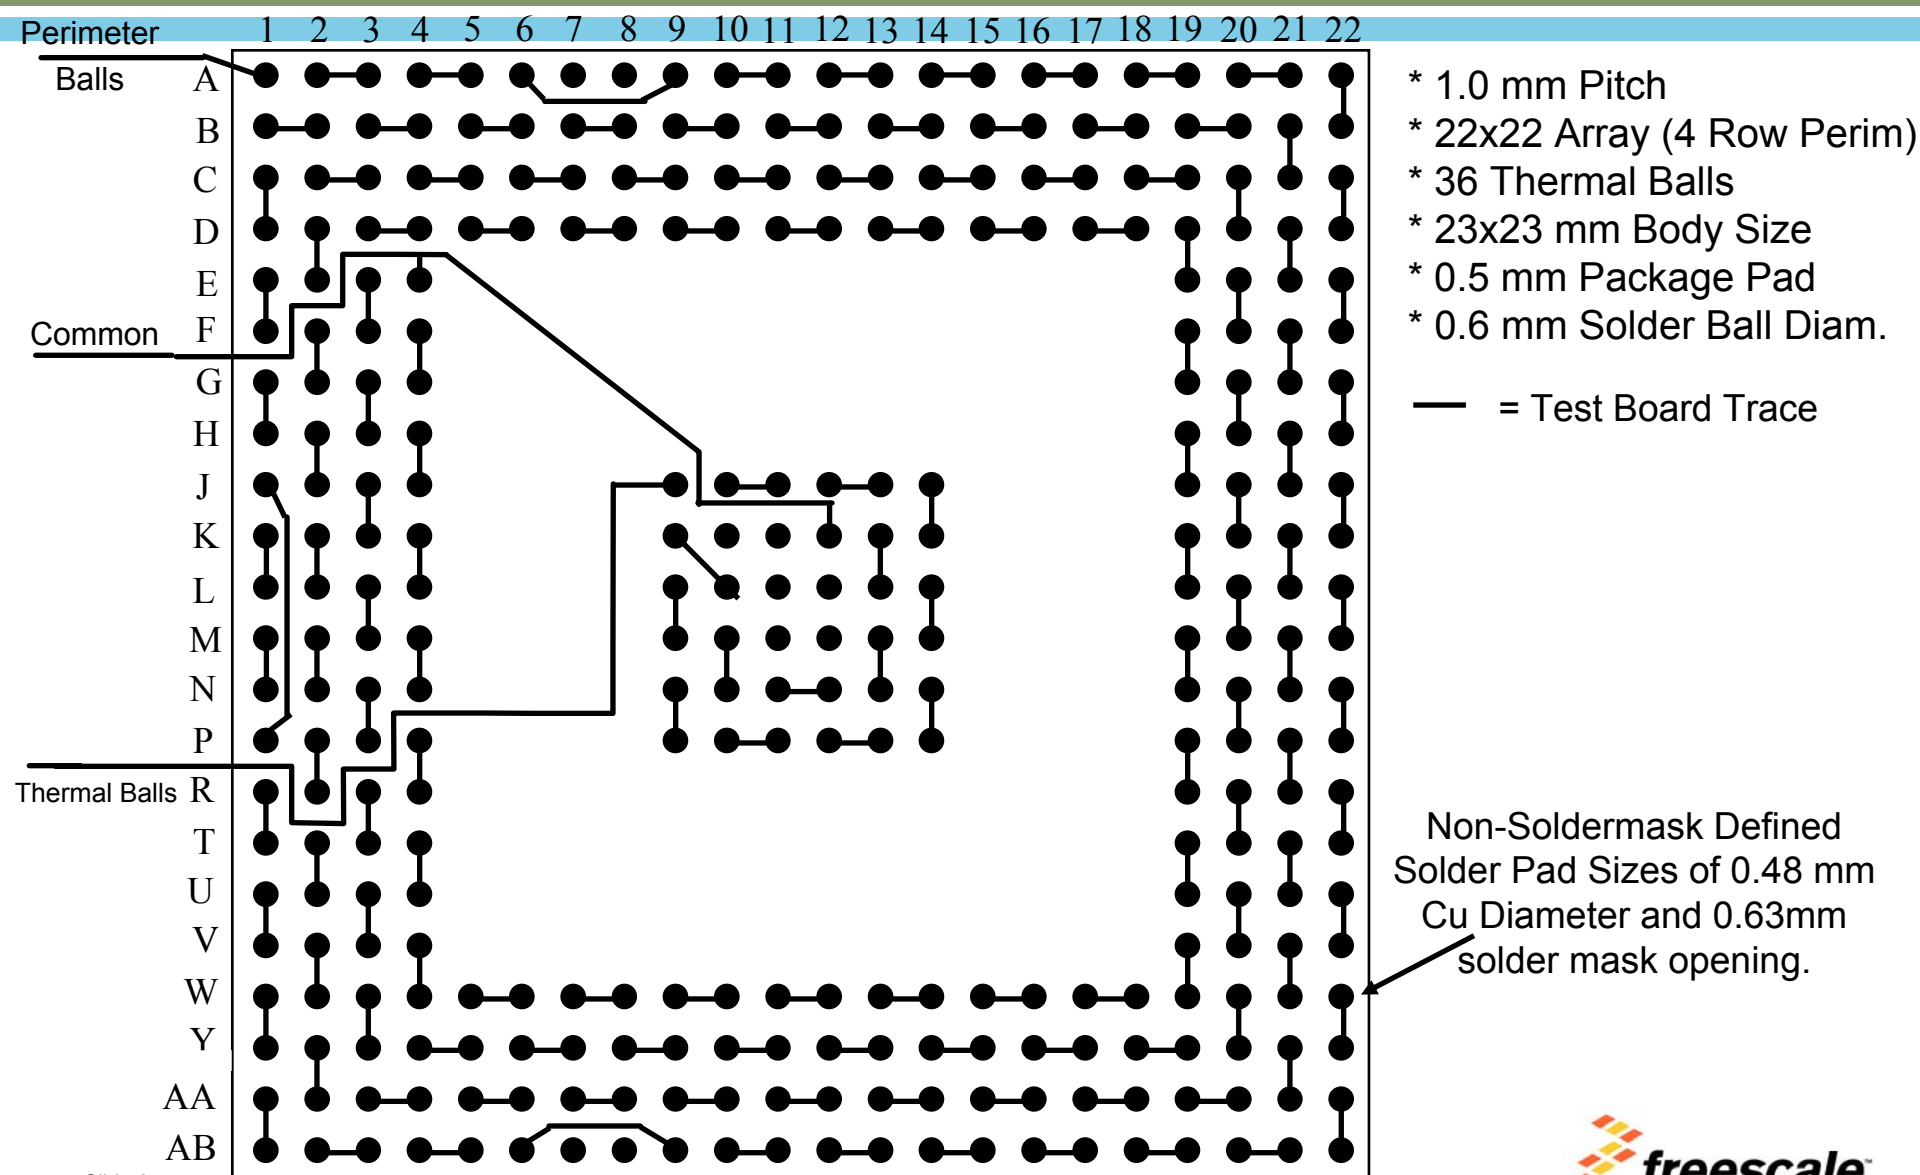 Perimeter
Balls
1 2 3 4 5 6 7 8 9 10 11 12 13 14 15 16 17 18 19 20 21 22
A
B
C
D
E
Common
F
G
H
J
K
L
M
N
P
Thermal Balls R
T
U
V
W
Y
AA
AB
* 1.0 mm Pitch
* 22x22 Array (4 Row Perim)
* 36 Thermal Balls
* 23x23 mm Body Size
* 0.5 mm Package Pad
* 0.6 mm Solder Ball Diam.
= Test Board Trace
Non-Soldermask Defined
Solder Pad Sizes of 0.48 mm
Cu Diameter and 0.63mm
solder mask opening.
freescale™